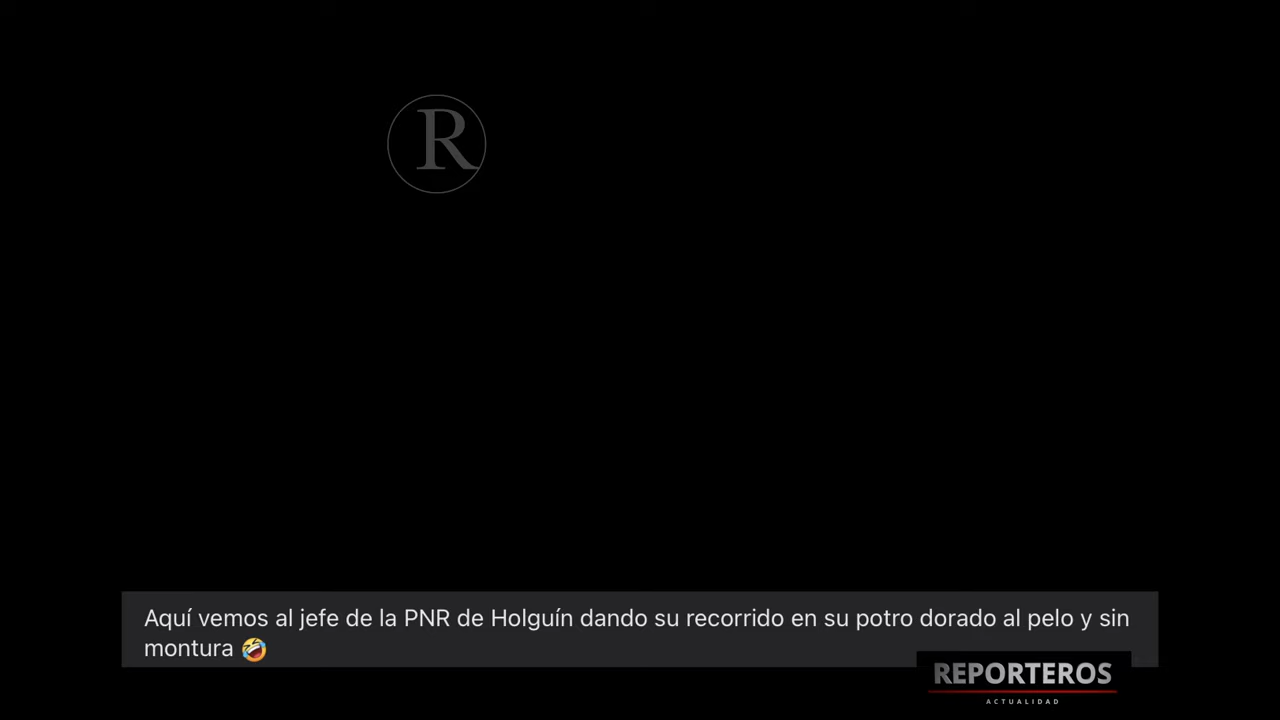 R
Aquí vemos al jefe de la PNR de Holguín dando su recorrido en su potro dorado al pelo y sin
montura 🤣
REPORTEROS
ACTUALIDAD